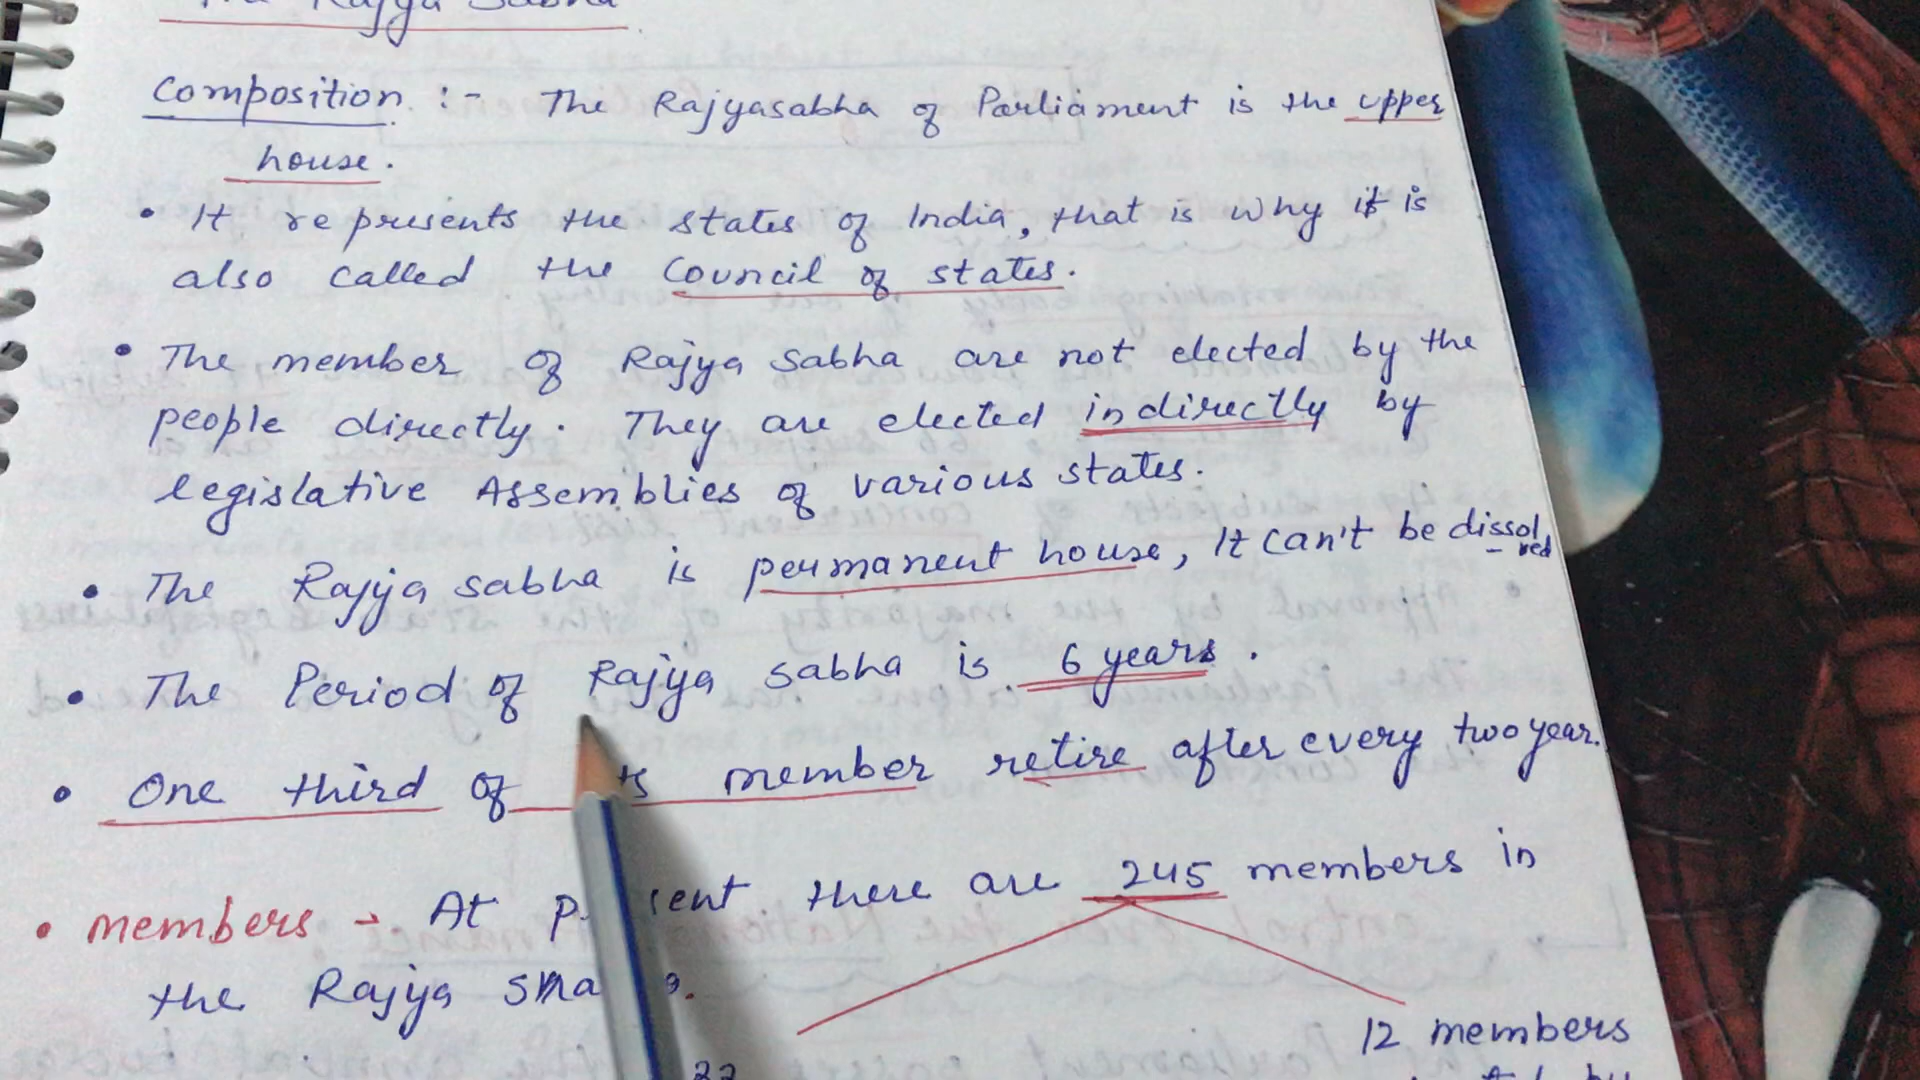 The Rajya Sabha
Composition :- The Rajyasabha of Parliament is the upper
house.
• It represents the states of India, that is why it is
also called the Council of states.
• The member of Rajya Sabha are not elected by the
people directly. They are elected indirectly by
legislative Assemblies of various states.
• The Rajya sabha is permanent house, It can't be dissol
- ved
• The Period of Rajya Sabha is 6 years.
• One third of member retire after every two year.
• members → At there are 245 members in
the Rajya
12 members